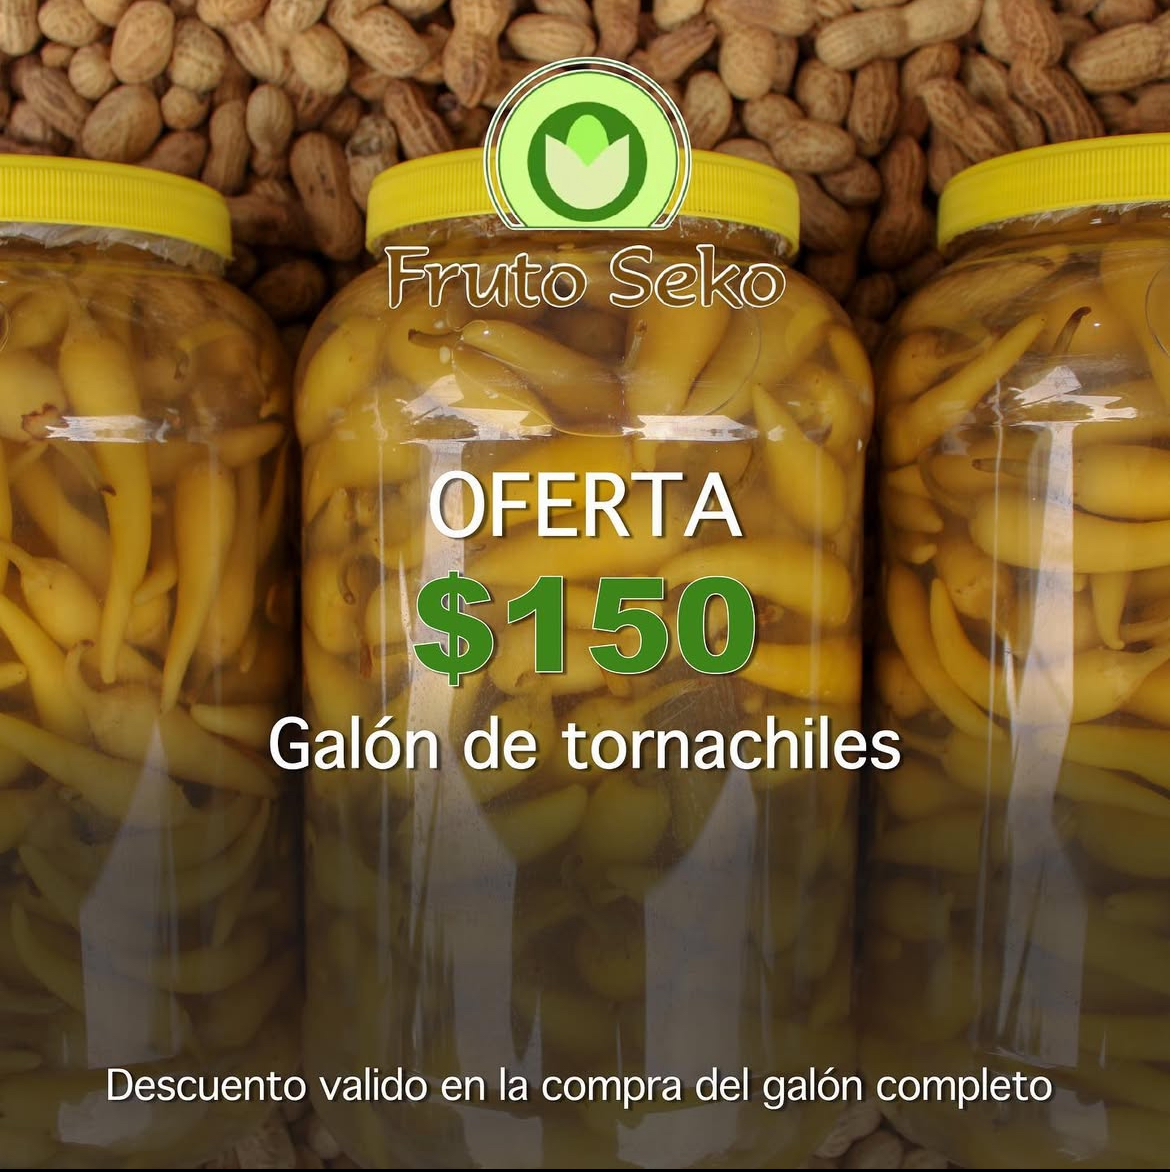 Fruto Seko
OFERTA
$150
Galón de tornachiles
Descuento valido en la compra del galón completo